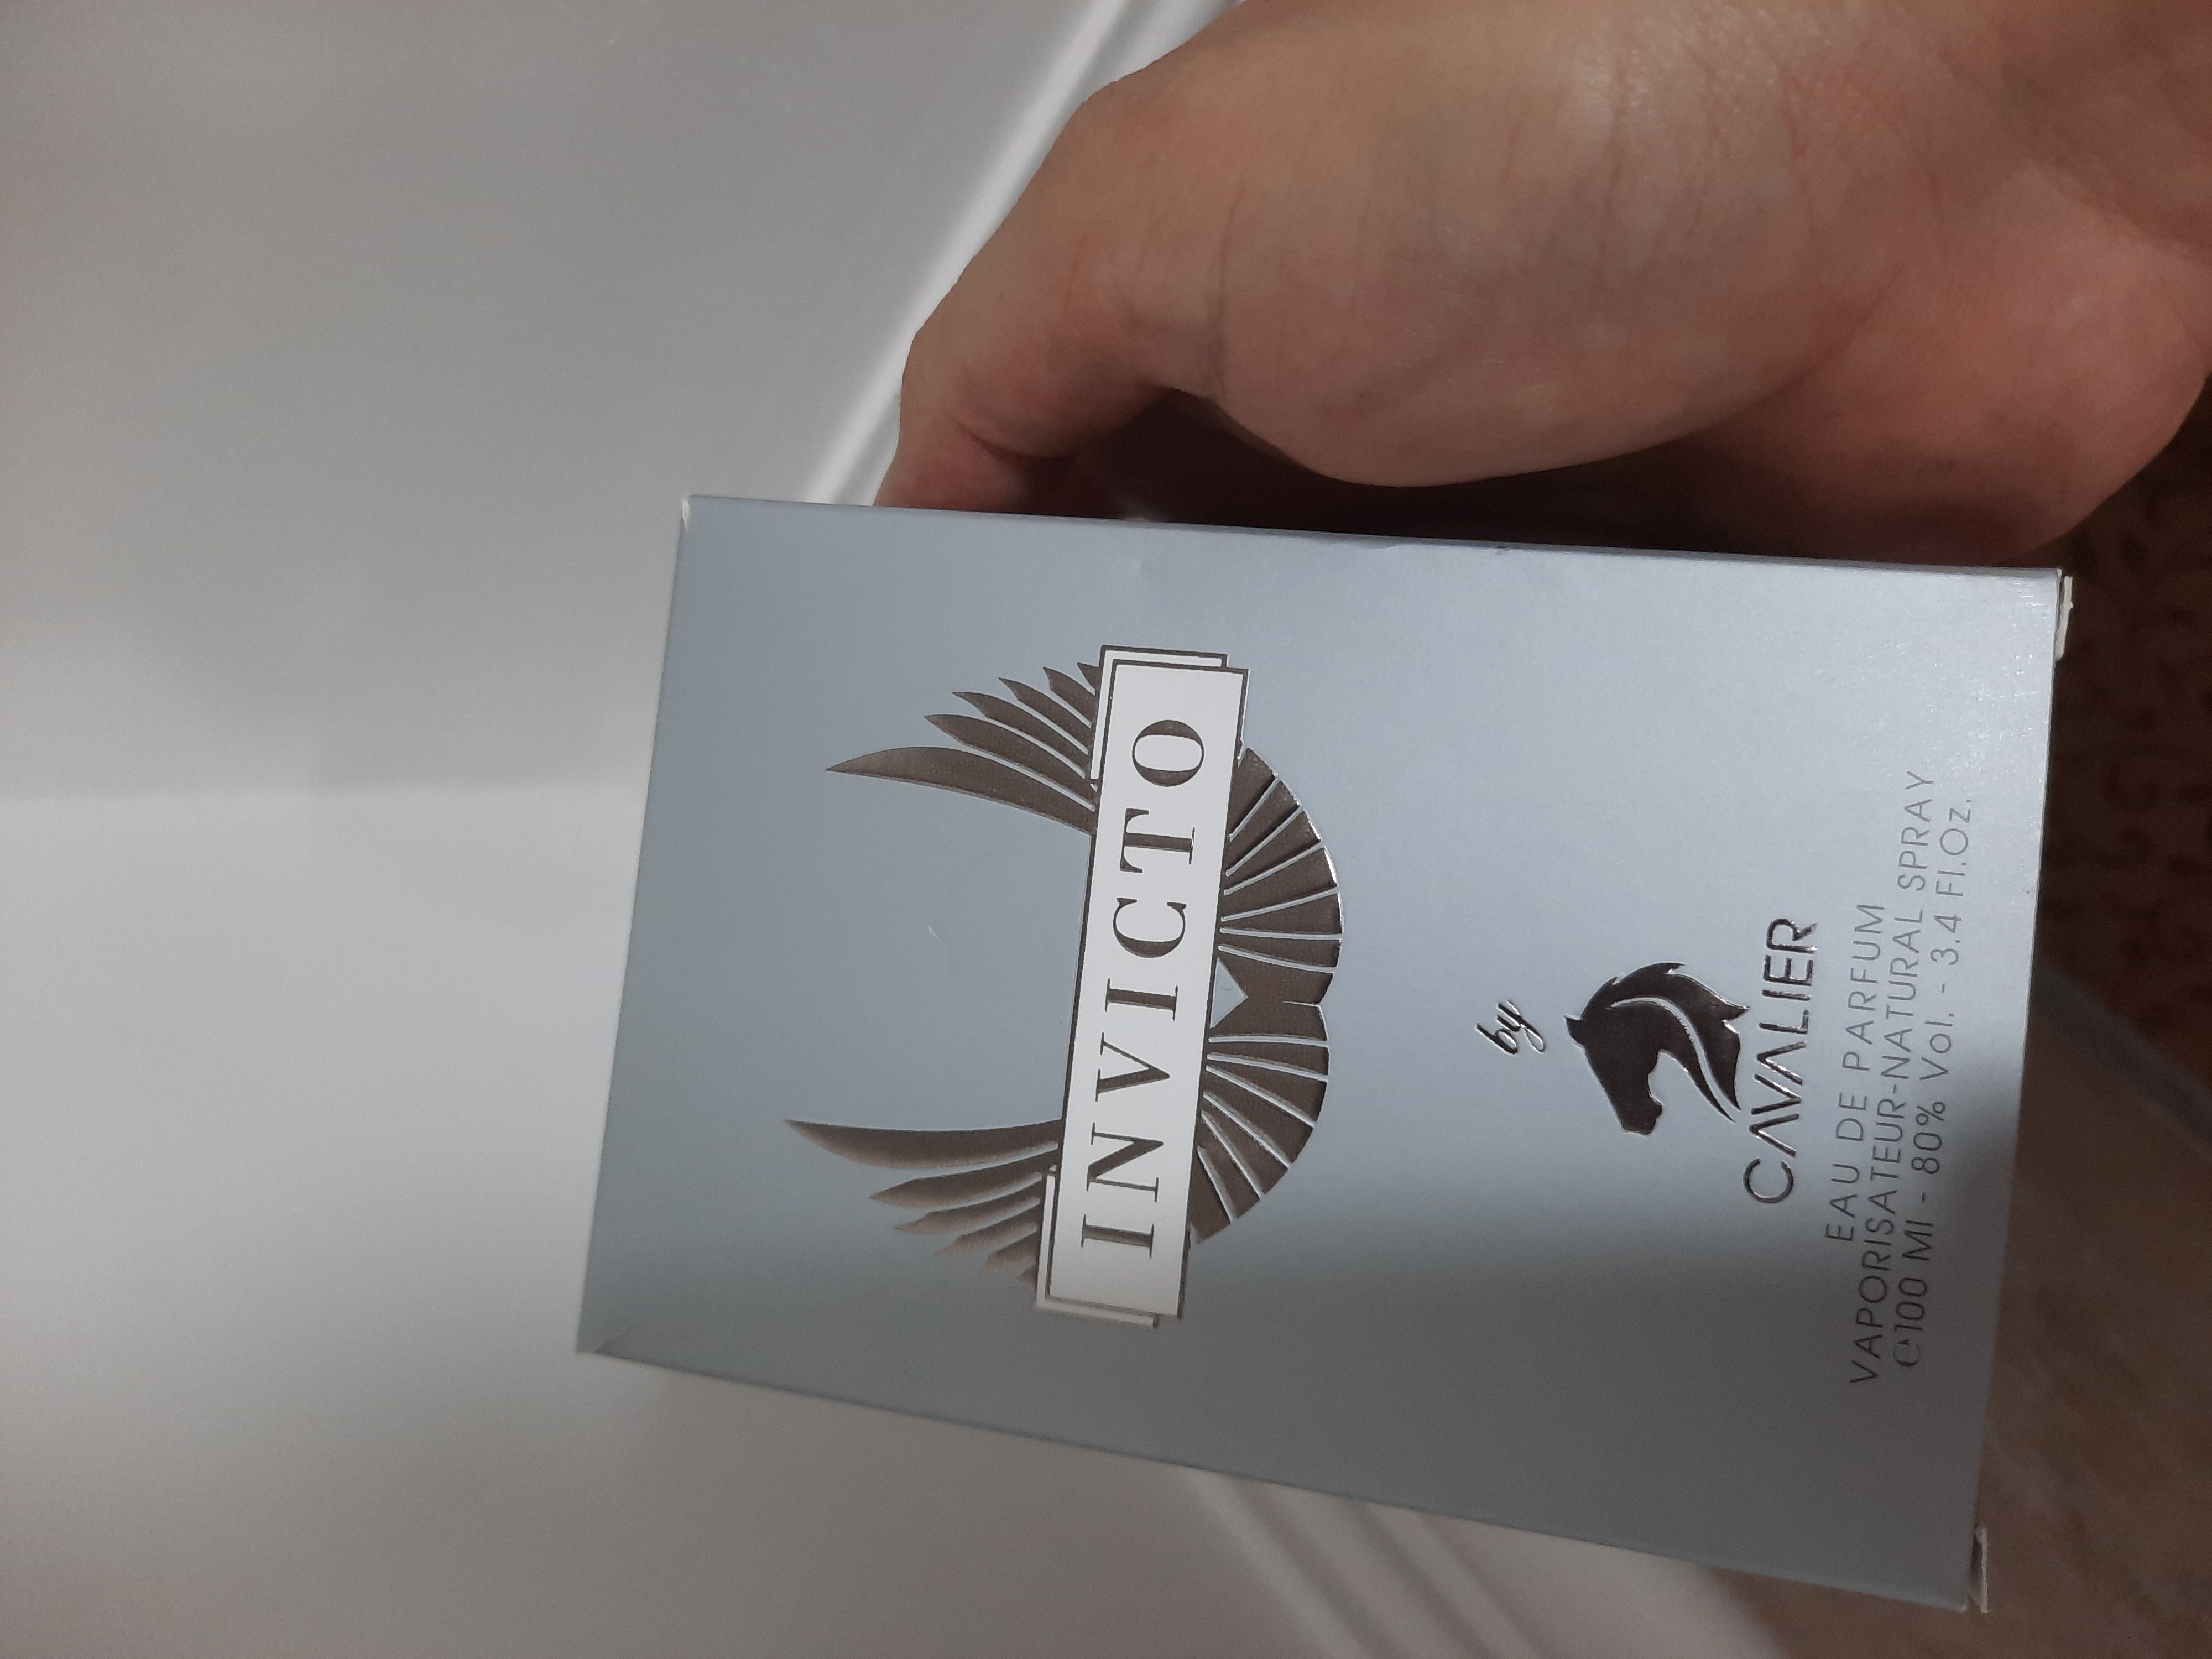 INVICTO
by
CAVALIER
EAU DE PARFUM
VAPORISATEUR-NATURAL SPRAY
℮100 Ml - 80% Vol. - 3.4 Fl.Oz.